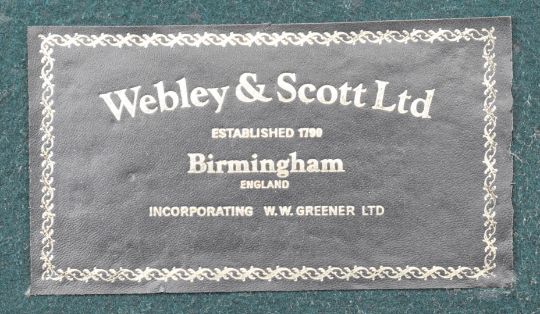 Webley & Scott Ltd
ESTABLISHED 1790
Birmingham
ENGLAND
INCORPORATING W.W. GREENER LTD